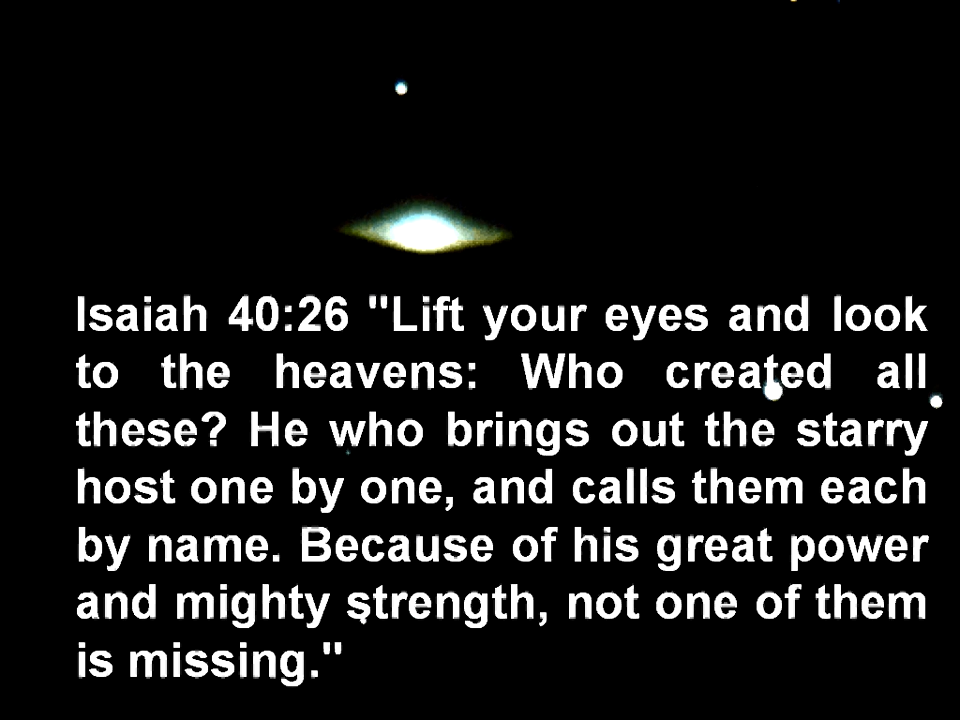 Isaiah 40:26 "Lift your eyes and look
to the heavens: Who created all
these? He who brings out the starry
host one by one, and calls them each
by name. Because of his great power
and mighty strength, not one of them
is missing."